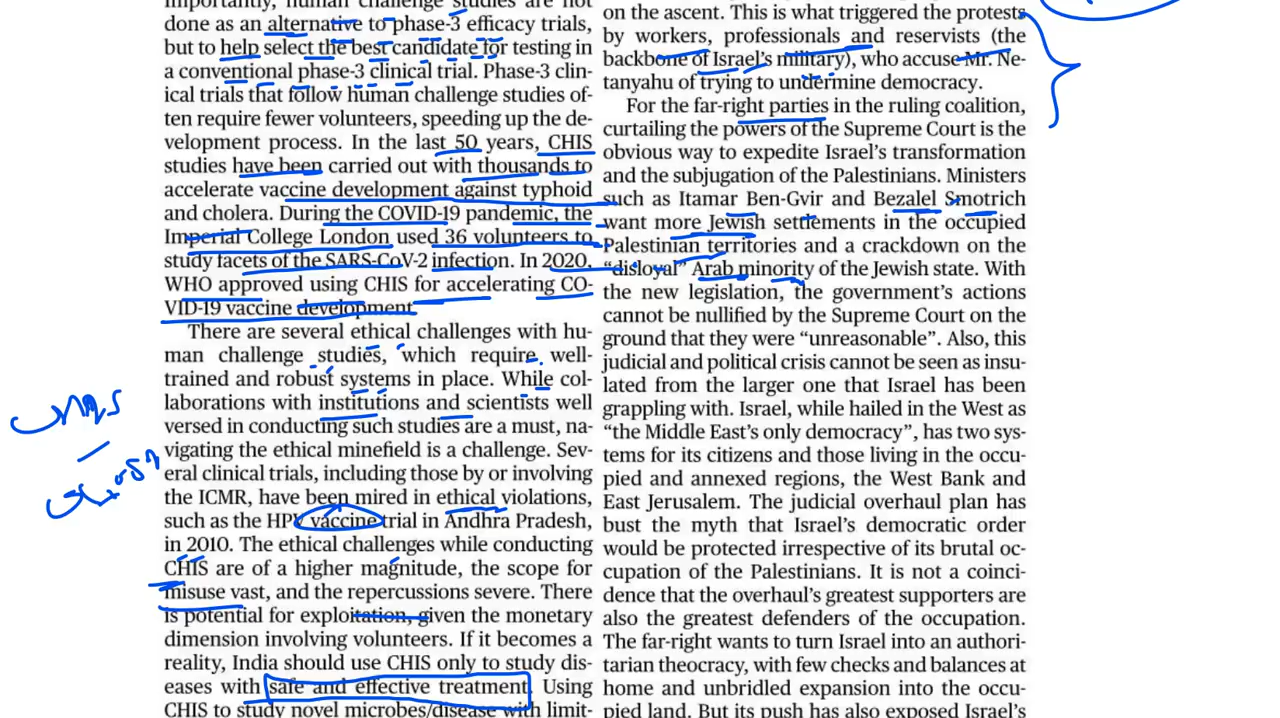 Importantly, human challenge studies are not
done as an alternative to phase-3 efficacy trials,
but to help select the best candidate for testing in
a conventional phase-3 clinical trial. Phase-3 clin-
ical trials that follow human challenge studies of-
ten require fewer volunteers, speeding up the de-
velopment process. In the last 50 years, CHIS
studies have been carried out with thousands to
accelerate vaccine development against typhoid
and cholera. During the COVID-19 pandemic, the
Imperial College London used 36 volunteers to
study facets of the SARS-CoV-2 infection. In 2020,
WHO approved using CHIS for accelerating CO-
VID-19 vaccine development.
There are several ethical challenges with hu-
man challenge studies, which require well-
trained and robust systems in place. While col-
laborations with institutions and scientists well
versed in conducting such studies are a must, na-
vigating the ethical minefield is a challenge. Sev-
eral clinical trials, including those by or involving
the ICMR, have been mired in ethical violations,
such as the HPV vaccine trial in Andhra Pradesh,
in 2010. The ethical challenges while conducting
CHIS are of a higher magnitude, the scope for
misuse vast, and the repercussions severe. There
is potential for exploitation, given the monetary
dimension involving volunteers. If it becomes a
reality, India should use CHIS only to study dis-
eases with safe and effective treatment. Using
CHIS to study novel microbes/disease with limit-
on the ascent. This is what triggered the protests
by workers, professionals and reservists (the
backbone of Israel's military), who accuse Mr. Ne-
tanyahu of trying to undermine democracy.
For the far-right parties in the ruling coalition,
curtailing the powers of the Supreme Court is the
obvious way to expedite Israel's transformation
and the subjugation of the Palestinians. Ministers
such as Itamar Ben-Gvir and Bezalel Smotrich
want more Jewish settlements in the occupied
Palestinian territories and a crackdown on the
"disloyal" Arab minority of the Jewish state. With
the new legislation, the government's actions
cannot be nullified by the Supreme Court on the
ground that they were "unreasonable". Also, this
judicial and political crisis cannot be seen as insu-
lated from the larger one that Israel has been
grappling with. Israel, while hailed in the West as
"the Middle East's only democracy", has two sys-
tems for its citizens and those living in the occu-
pied and annexed regions, the West Bank and
East Jerusalem. The judicial overhaul plan has
bust the myth that Israel's democratic order
would be protected irrespective of its brutal oc-
cupation of the Palestinians. It is not a coinci-
dence that the overhaul's greatest supporters are
also the greatest defenders of the occupation.
The far-right wants to turn Israel into an authori-
tarian theocracy, with few checks and balances at
home and unbridled expansion into the occu-
pied land. But its push has also exposed Israel's